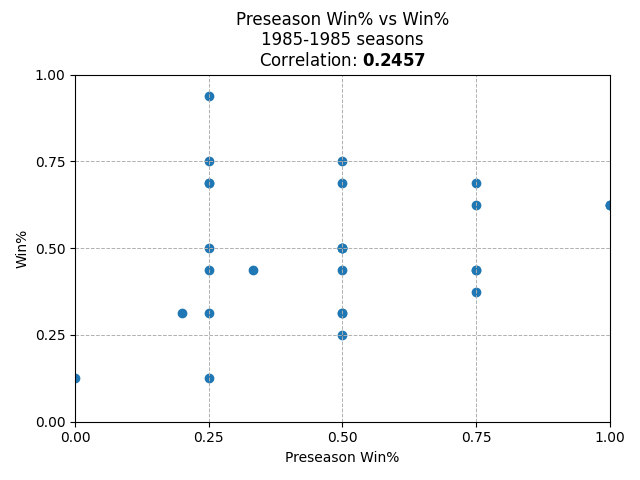 Preseason Win% vs Win%
1985-1985 seasons
Correlation: 0.2457
1.00
0.75
0.50
0.25
0.00
Win%
0.00 0.25 0.50 0.75 1.00
Preseason Win%